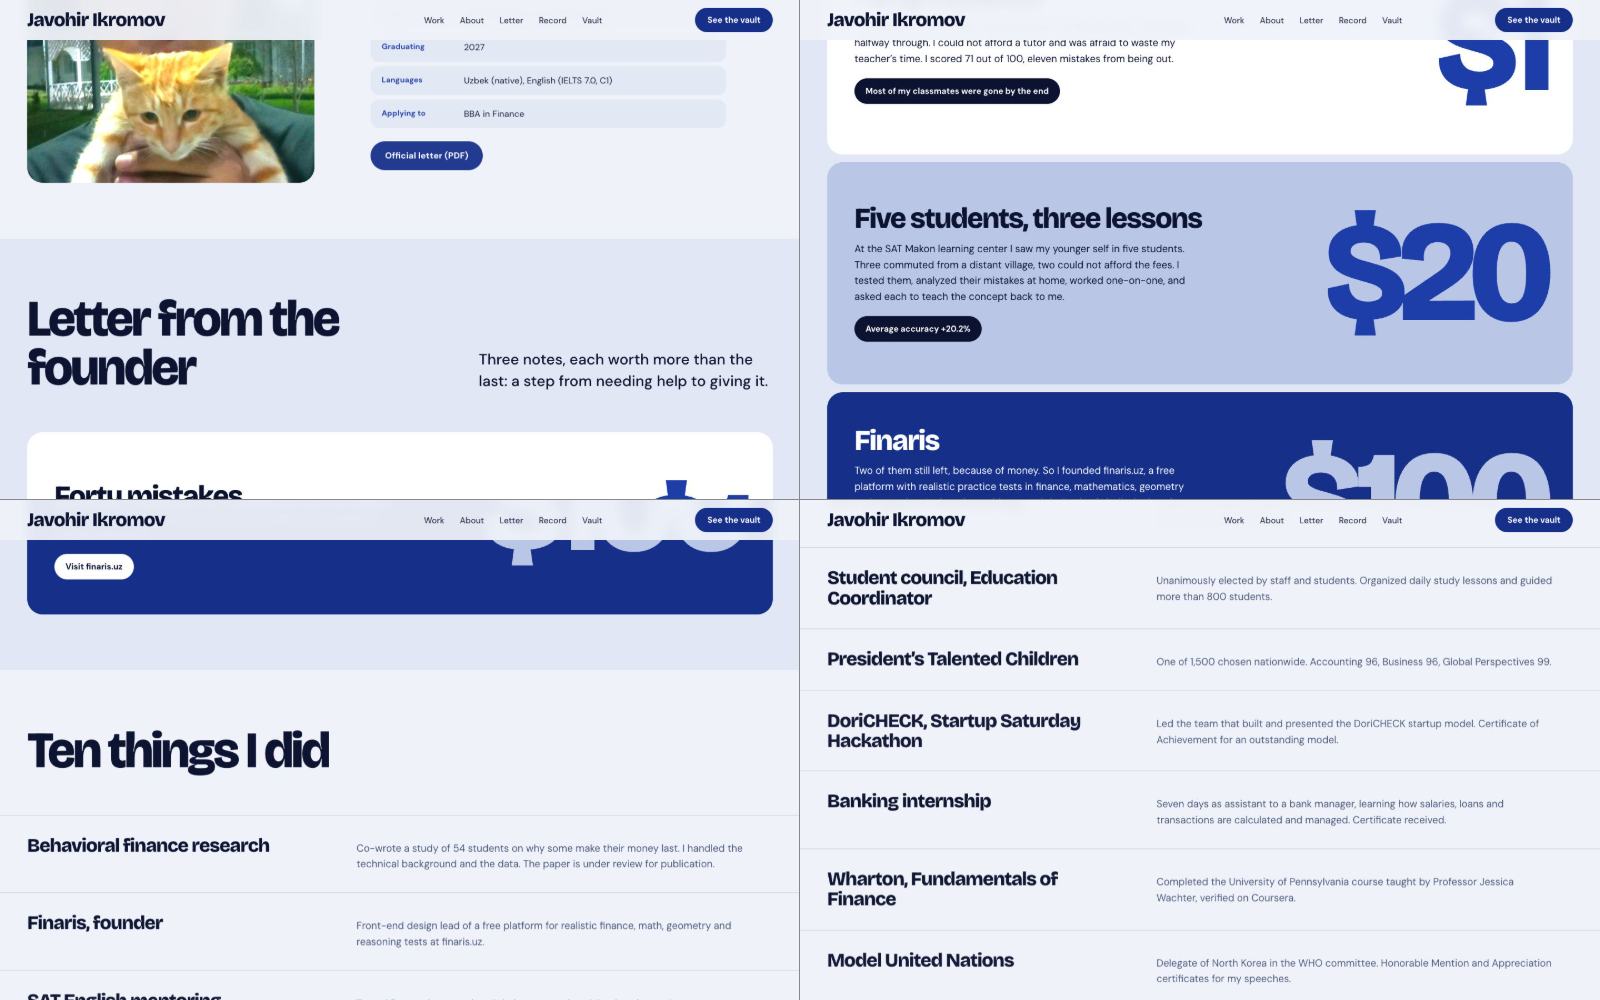 Javohir Ikromov
Work About Letter Record Vault
See the vault
Graduating 2027
Languages Uzbek (native), English (IELTS 7.0, C1)
Applying to BBA in Finance
Official letter (PDF)
Letter from the
founder
Three notes, each worth more than the
last: a step from needing help to giving it.
Forty mistakes
Javohir Ikromov
Work About Letter Record Vault
See the vault
halfway through. I could not afford a tutor and was afraid to waste my
teacher's time. I scored 71 out of 100, eleven mistakes from being out.
Most of my classmates were gone by the end
$1
Five students, three lessons
At the SAT Makon learning center I saw my younger self in five students.
Three commuted from a distant village, two could not afford the fees. I
tested them, analyzed their mistakes at home, worked one-on-one, and
asked each to teach the concept back to me.
Average accuracy +20.2%
$20
Finaris
Two of them still left, because of money. So I founded finaris.uz, a free
platform with realistic practice tests in finance, mathematics, geometry
$100
Javohir Ikromov
Work About Letter Record Vault
See the vault
Visit finaris.uz
Ten things I did
Behavioral finance research
Co-wrote a study of 54 students on why some make their money last. I handled the
technical background and the data. The paper is under review for publication.
Finaris, founder
Front-end design lead of a free platform for realistic finance, math, geometry and
reasoning tests at finaris.uz.
SAT English mentoring
Javohir Ikromov
Work About Letter Record Vault
See the vault
Student council, Education
Coordinator
Unanimously elected by staff and students. Organized daily study lessons and guided
more than 800 students.
President's Talented Children
One of 1,500 chosen nationwide. Accounting 96, Business 96, Global Perspectives 99.
DoriCHECK, Startup Saturday
Hackathon
Led the team that built and presented the DoriCHECK startup model. Certificate of
Achievement for an outstanding model.
Banking internship
Seven days as assistant to a bank manager, learning how salaries, loans and
transactions are calculated and managed. Certificate received.
Wharton, Fundamentals of
Finance
Completed the University of Pennsylvania course taught by Professor Jessica
Wachter, verified on Coursera.
Model United Nations
Delegate of North Korea in the WHO committee. Honorable Mention and Appreciation
certificates for my speeches.